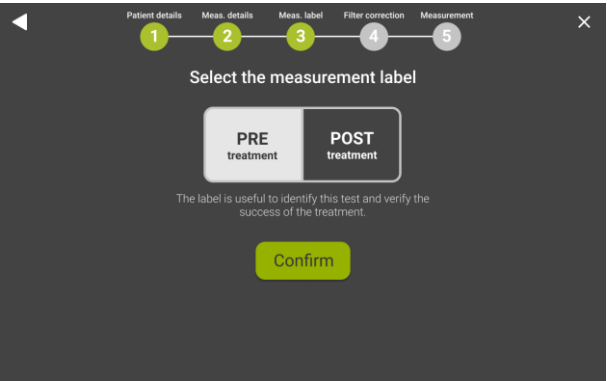 Patient details Meas. details Meas. label Filter correction Measurement
1 2 3 4 5
Select the measurement label
PRE
treatment
POST
treatment
The label is useful to identify this test and verify the
success of the treatment.
Confirm